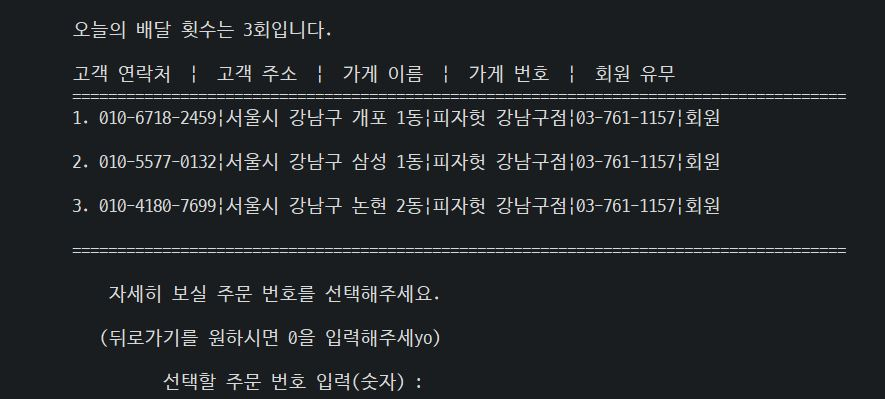 오늘의 배달 횟수는 3회입니다.
고객 연락처 ¦ 고객 주소 ¦ 가게 이름 ¦ 가게 번호 ¦ 회원 유무
======================================================================================
1. 010-6718-2459¦서울시 강남구 개포 1동¦피자헛 강남구점¦03-761-1157¦회원
2. 010-5577-0132¦서울시 강남구 삼성 1동¦피자헛 강남구점¦03-761-1157¦회원
3. 010-4180-7699¦서울시 강남구 논현 2동¦피자헛 강남구점¦03-761-1157¦회원
======================================================================================
자세히 보실 주문 번호를 선택해주세요.
(뒤로가기를 원하시면 0을 입력해주세yo)
선택할 주문 번호 입력(숫자) :